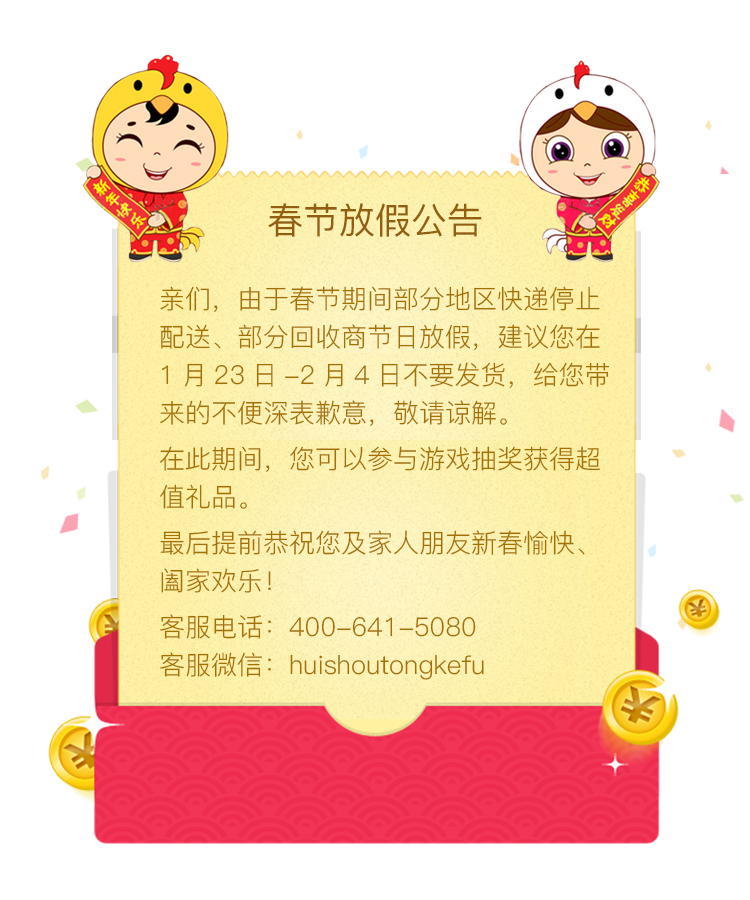 新年快乐
恭喜发财
春节放假公告
亲们，由于春节期间部分地区快递停止
配送、部分回收商节日放假，建议您在
1 月 23 日 –2 月 4 日不要发货，给您带
来的不便深表歉意，敬请谅解。
在此期间，您可以参与游戏抽奖获得超
值礼品。
最后提前恭祝您及家人朋友新春愉快、
阖家欢乐！
客服电话：400–641–5080
客服微信：huishoutongkefu